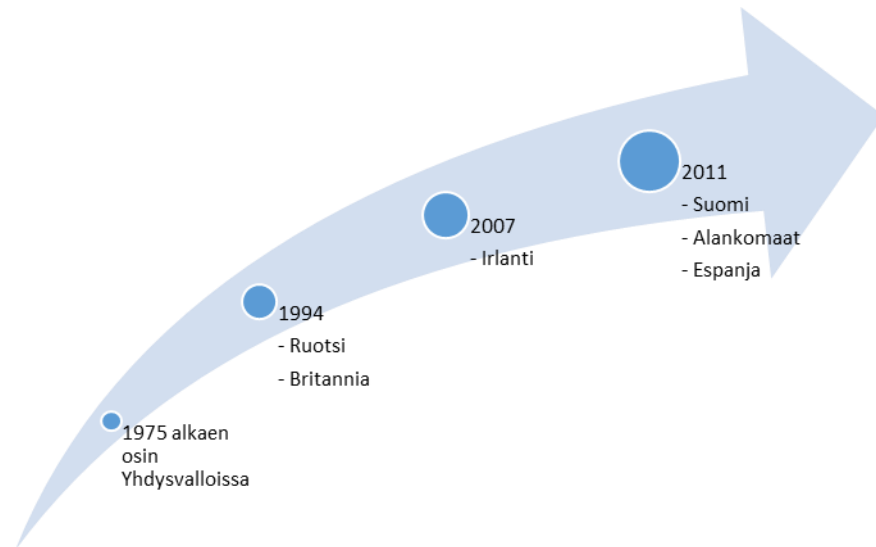 1975 alkaen
osin
Yhdysvalloissa
1994
- Ruotsi
- Britannia
2007
- Irlanti
2011
- Suomi
- Alankomaat
- Espanja